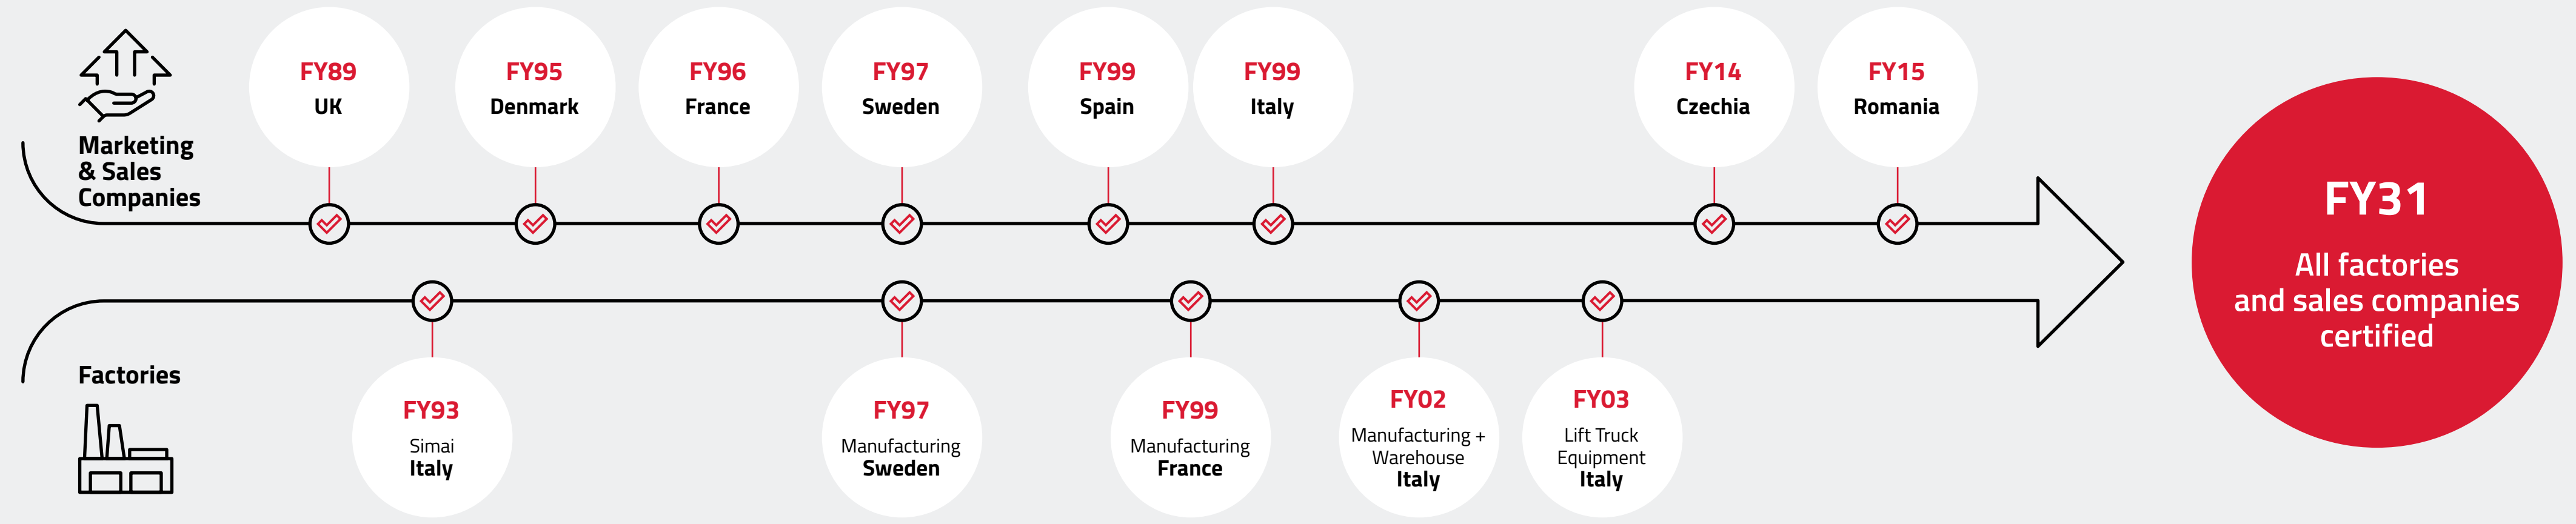 Marketing
& Sales
Companies
FY89
UK
FY95
Denmark
FY96
France
FY97
Sweden
FY99
Spain
FY99
Italy
FY14
Czechia
FY15
Romania
Factories
FY93
Simai
Italy
FY97
Manufacturing
Sweden
FY99
Manufacturing
France
FY02
Manufacturing +
Warehouse
Italy
FY03
Lift Truck
Equipment
Italy
FY31
All factories
and sales companies
certified